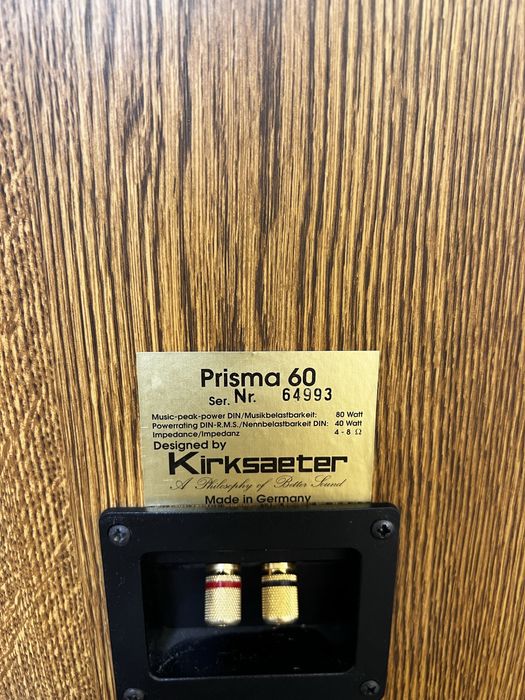 Prisma 60
Ser. Nr. 64993
Music-peak-power DIN/Musikbelastbarkeit: 80 Watt
Powerrating DIN-R.M.S./Nennbelastbarkeit DIN: 40 Watt
Impedance/Impedanz 4 - 8 Ω
Designed by
Kirksaeter
A Philosophy of Better Sound
Made in Germany